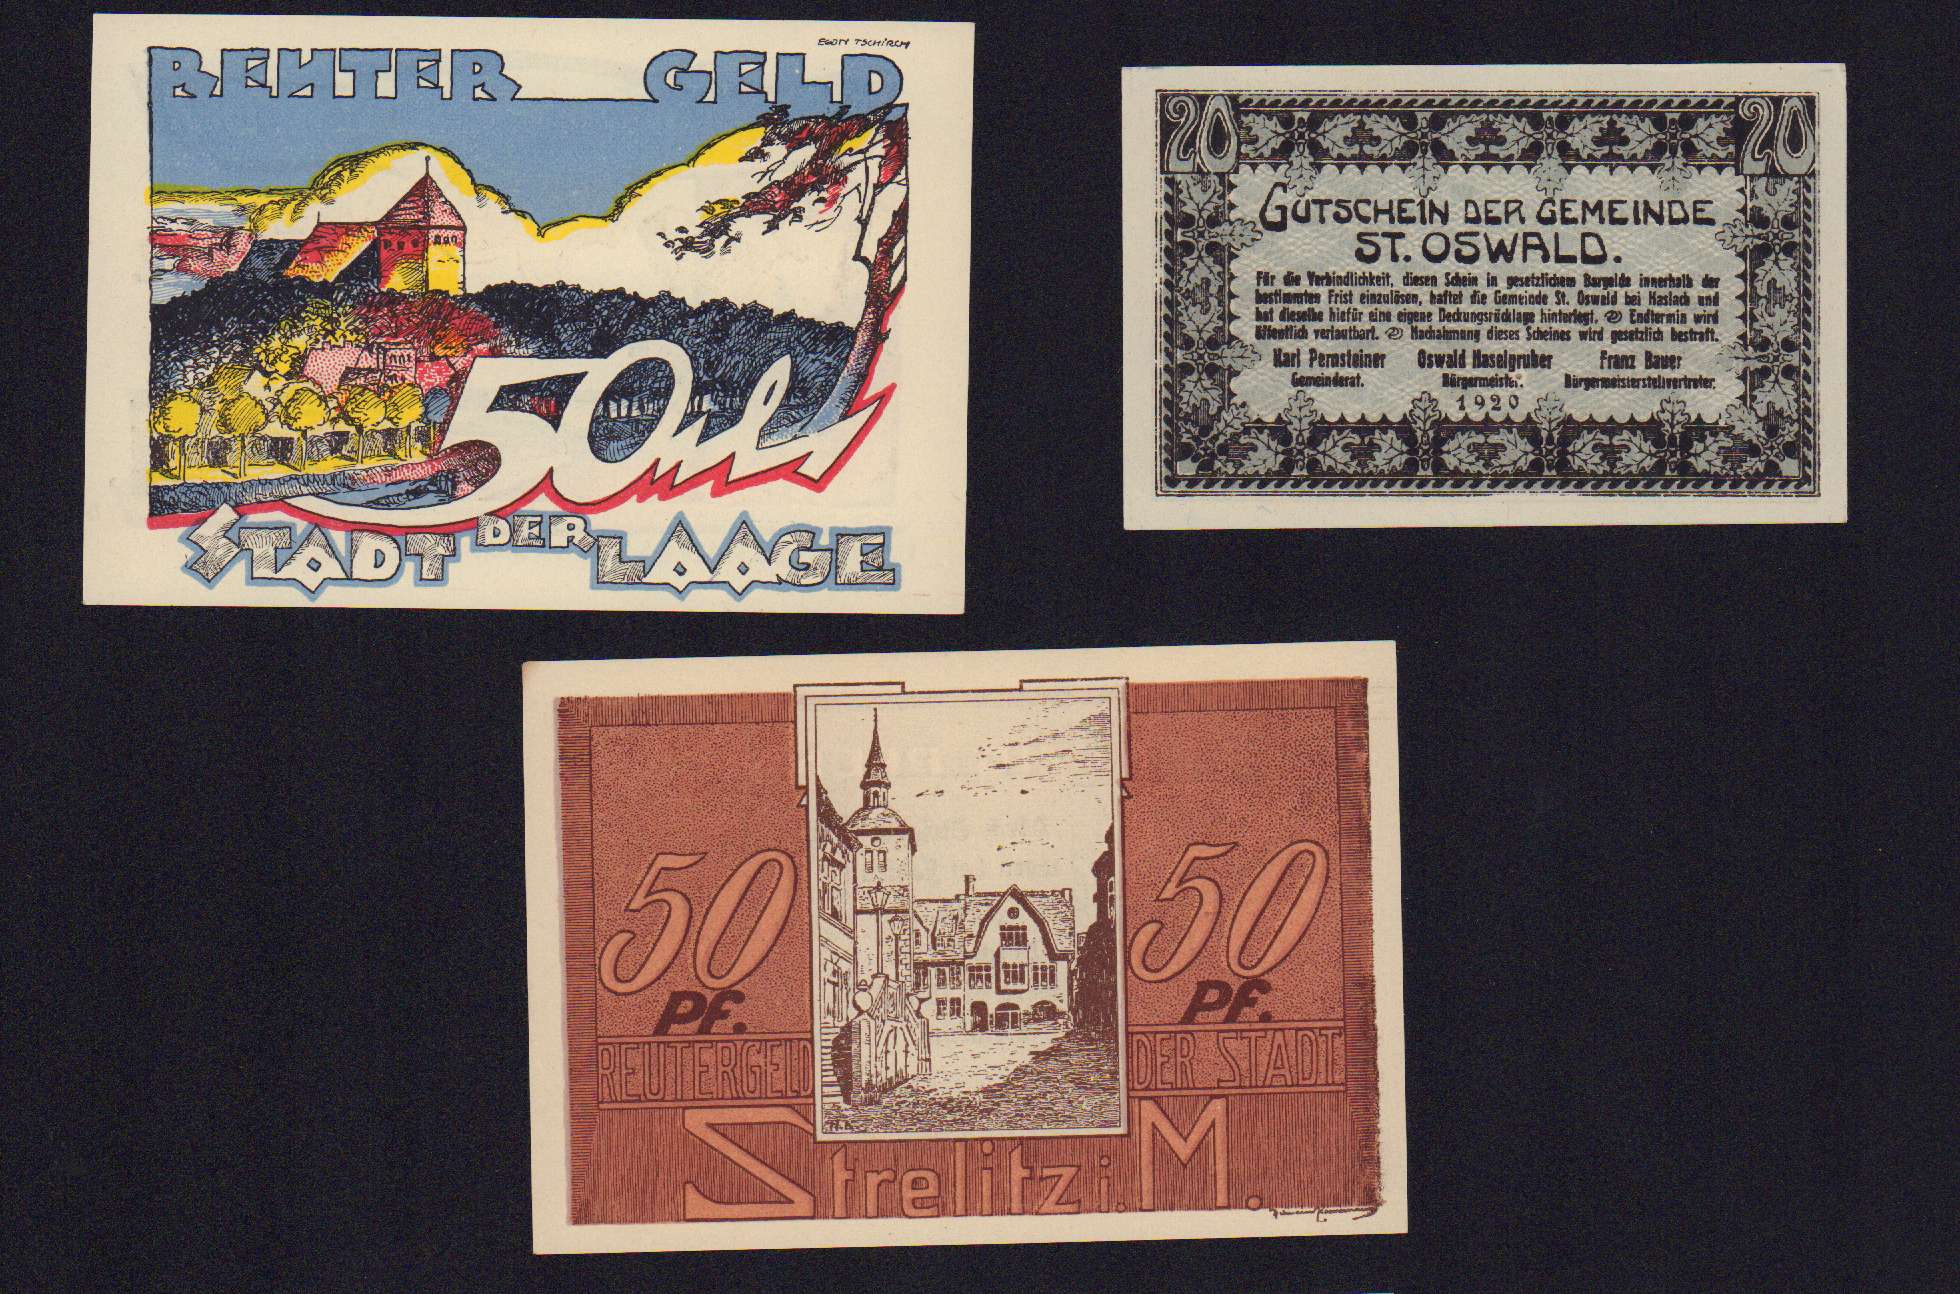 EGON TSCHIRCH
REUTER GELD
50
STADT DER LAAGE
20 20
GUTSCHEIN DER GEMEINDE
ST. OSWALD.
Für die Verbindlichkeit, diesen Schein in gesetzlichem Bargelde innerhalb der
bestimmten Frist einzulösen, haftet die Gemeinde St. Oswald bei Haslach und
hat dieselbe hiefür eine eigene Deckungsrücklage hinterlegt. Endtermin wird
öffentlich verlautbart. Nachahmung dieses Scheines wird gesetzlich bestraft.
Karl Pernsteiner Oswald Haselgruber Franz Bauer
Gemeinderat. Bürgermeister. Bürgermeisterstellvertreter.
1920
50 50
Pf. Pf.
REUTERGELD DER STADT
Strelitz i. M.